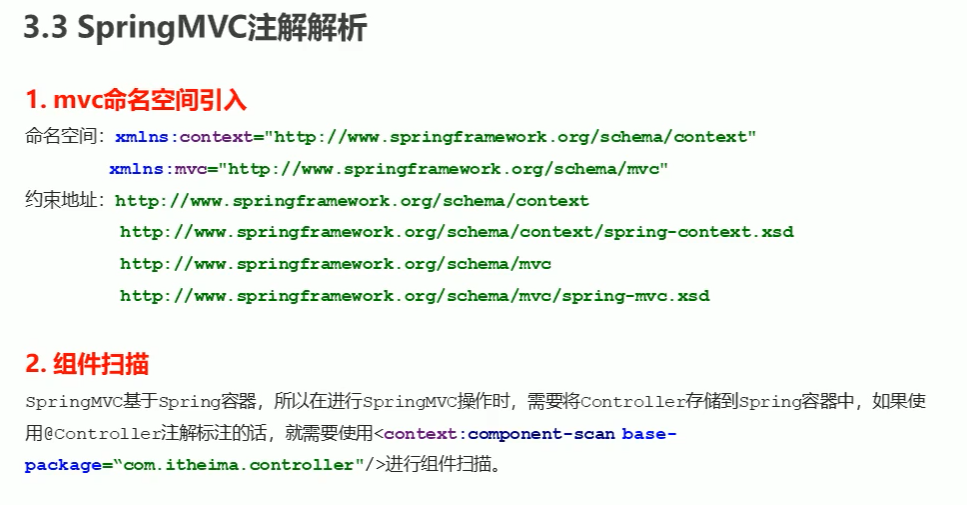 3.3 SpringMVC注解解析
1. mvc命名空间引入
命名空间：xmlns:context="http://www.springframework.org/schema/context"
xmlns:mvc="http://www.springframework.org/schema/mvc"
约束地址：http://www.springframework.org/schema/context
http://www.springframework.org/schema/context/spring-context.xsd
http://www.springframework.org/schema/mvc
http://www.springframework.org/schema/mvc/spring-mvc.xsd
2. 组件扫描
SpringMVC基于Spring容器，所以在进行SpringMVC操作时，需要将Controller存储到Spring容器中，如果使
用@Controller注解标注的话，就需要使用<context:component-scan base-
package=“com.itheima.controller"/>进行组件扫描。